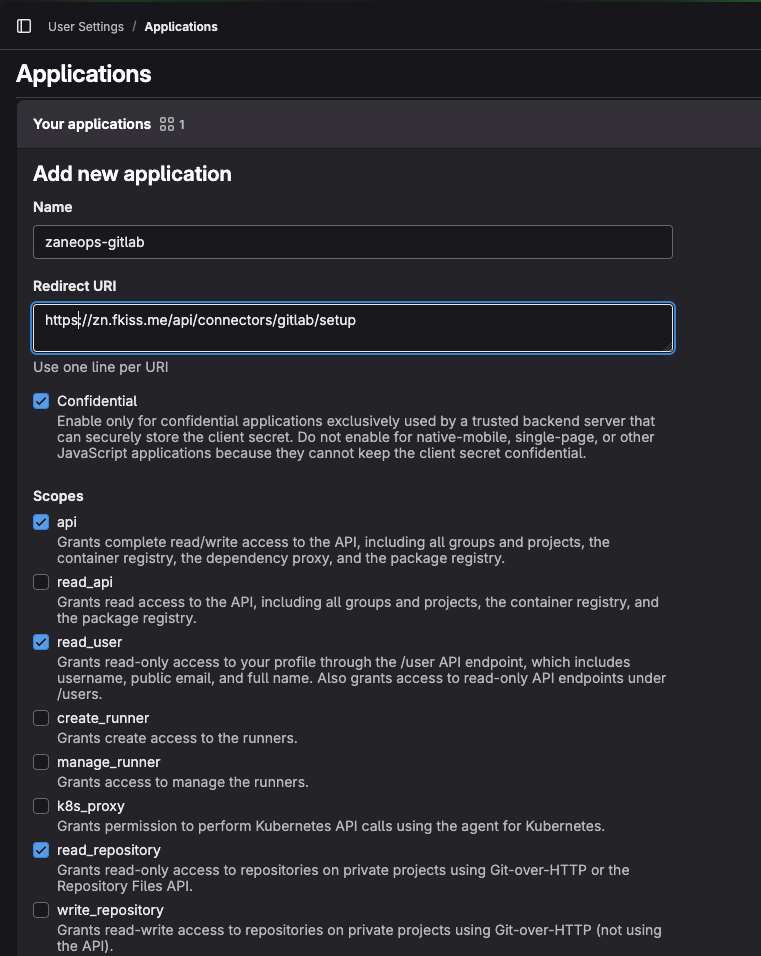 User Settings / Applications
Applications
Your applications 1
Add new application
Name
zaneops-gitlab
Redirect URI
https://zn.fkiss.me/api/connectors/gitlab/setup
Use one line per URI
Confidential
Enable only for confidential applications exclusively used by a trusted backend server that
can securely store the client secret. Do not enable for native-mobile, single-page, or other
JavaScript applications because they cannot keep the client secret confidential.
Scopes
api
Grants complete read/write access to the API, including all groups and projects, the
container registry, the dependency proxy, and the package registry.
read_api
Grants read access to the API, including all groups and projects, the container registry, and
the package registry.
read_user
Grants read-only access to your profile through the /user API endpoint, which includes
username, public email, and full name. Also grants access to read-only API endpoints under
/users.
create_runner
Grants create access to the runners.
manage_runner
Grants access to manage the runners.
k8s_proxy
Grants permission to perform Kubernetes API calls using the agent for Kubernetes.
read_repository
Grants read-only access to repositories on private projects using Git-over-HTTP or the
Repository Files API.
write_repository
Grants read-write access to repositories on private projects using Git-over-HTTP (not using
the API).